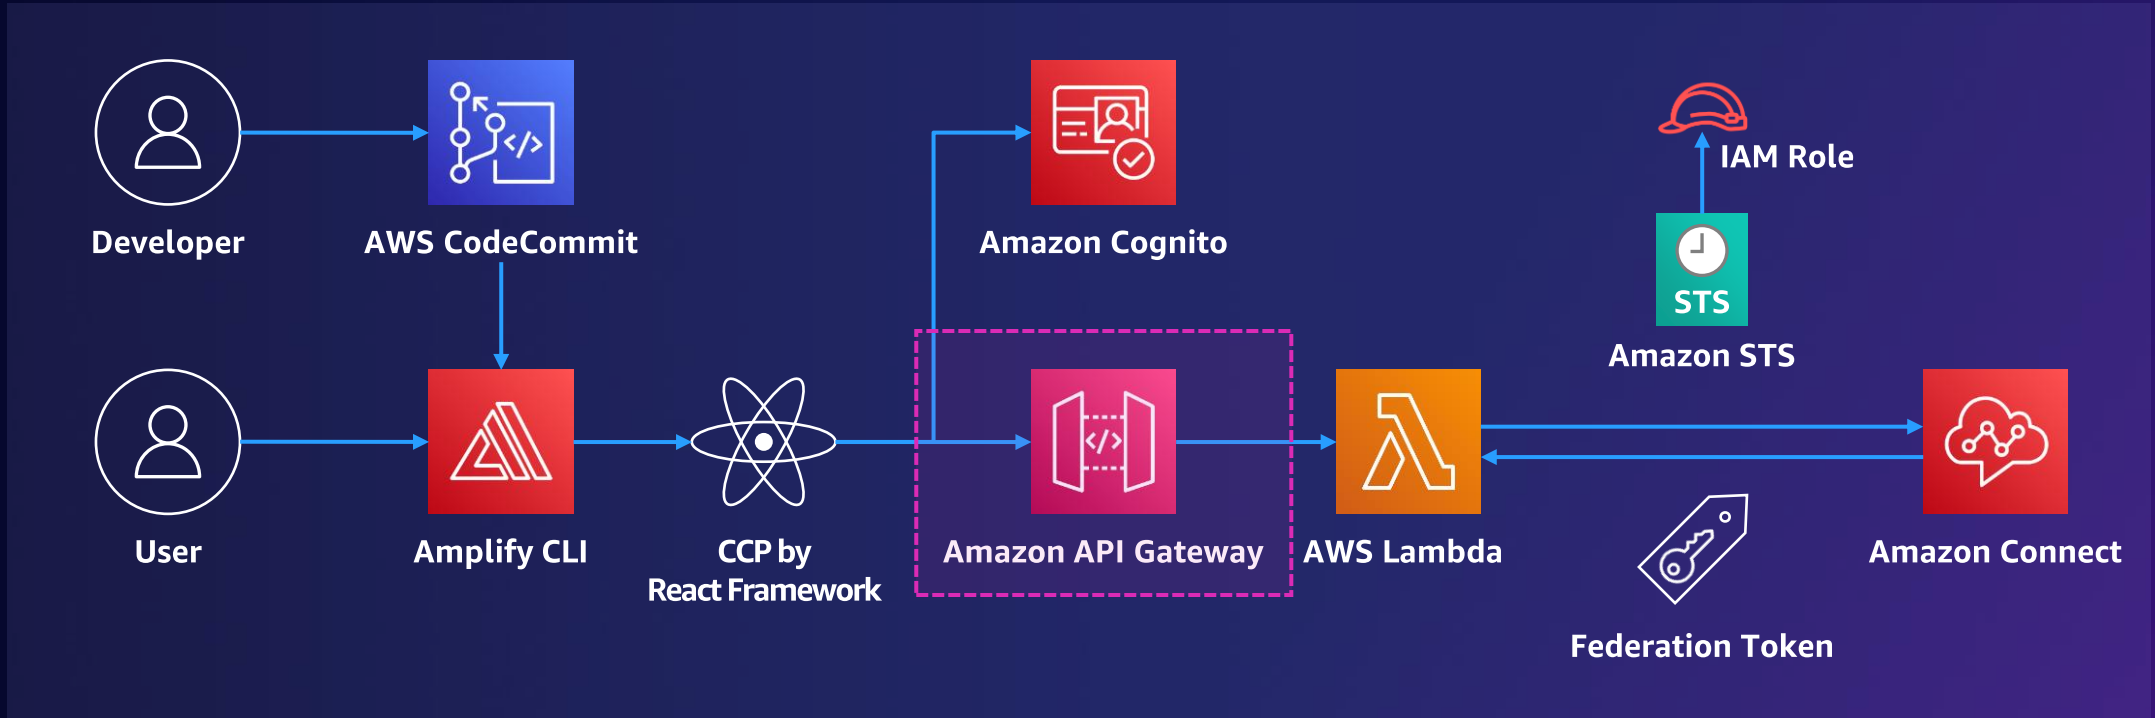 Developer
AWS CodeCommit
Amazon Cognito
IAM Role
STS
Amazon STS
User
Amplify CLI
CCP by
React Framework
</>
Amazon API Gateway
AWS Lambda
Amazon Connect
Federation Token